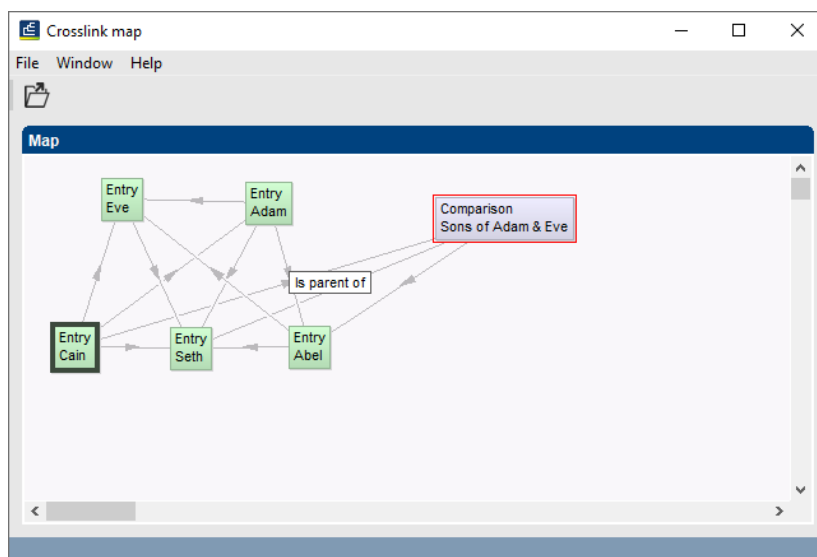 Crosslink map
File Window Help
Map
Entry
Eve
Entry
Adam
Comparison
Sons of Adam & Eve
Is parent of
Entry
Cain
Entry
Seth
Entry
Abel